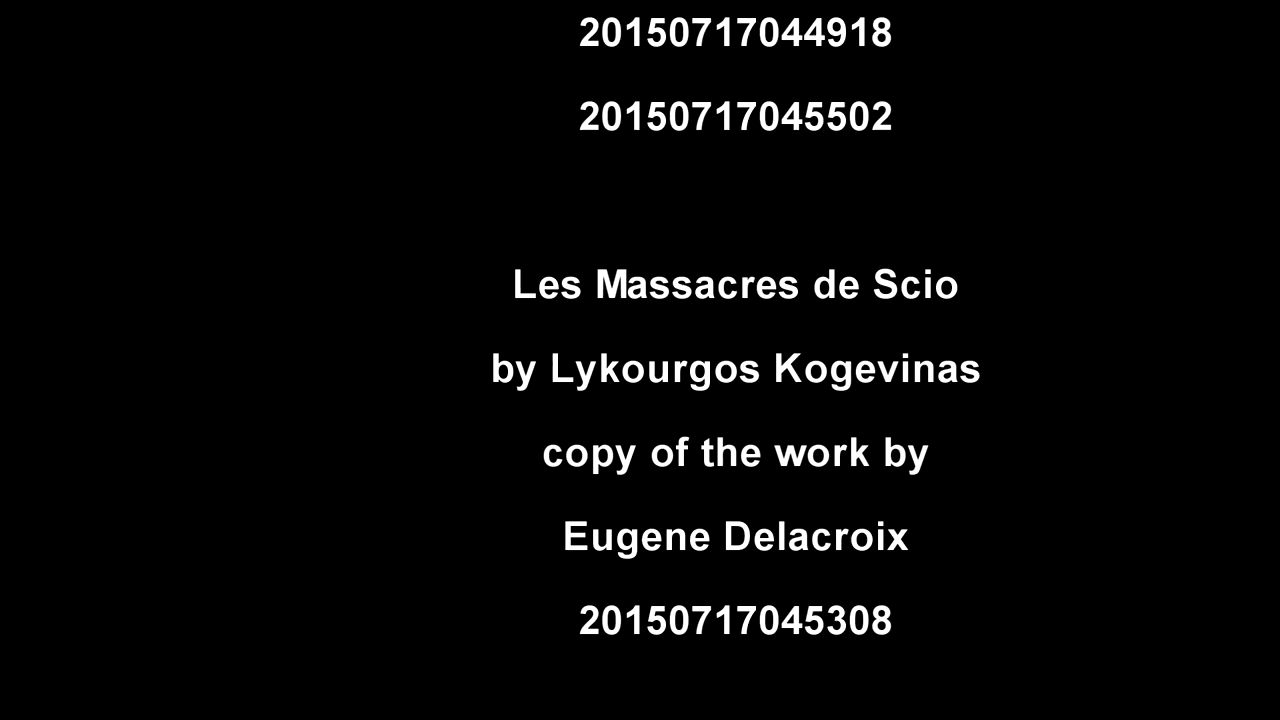 20150717044918
20150717045502
Les Massacres de Scio
by Lykourgos Kogevinas
copy of the work by
Eugene Delacroix
20150717045308